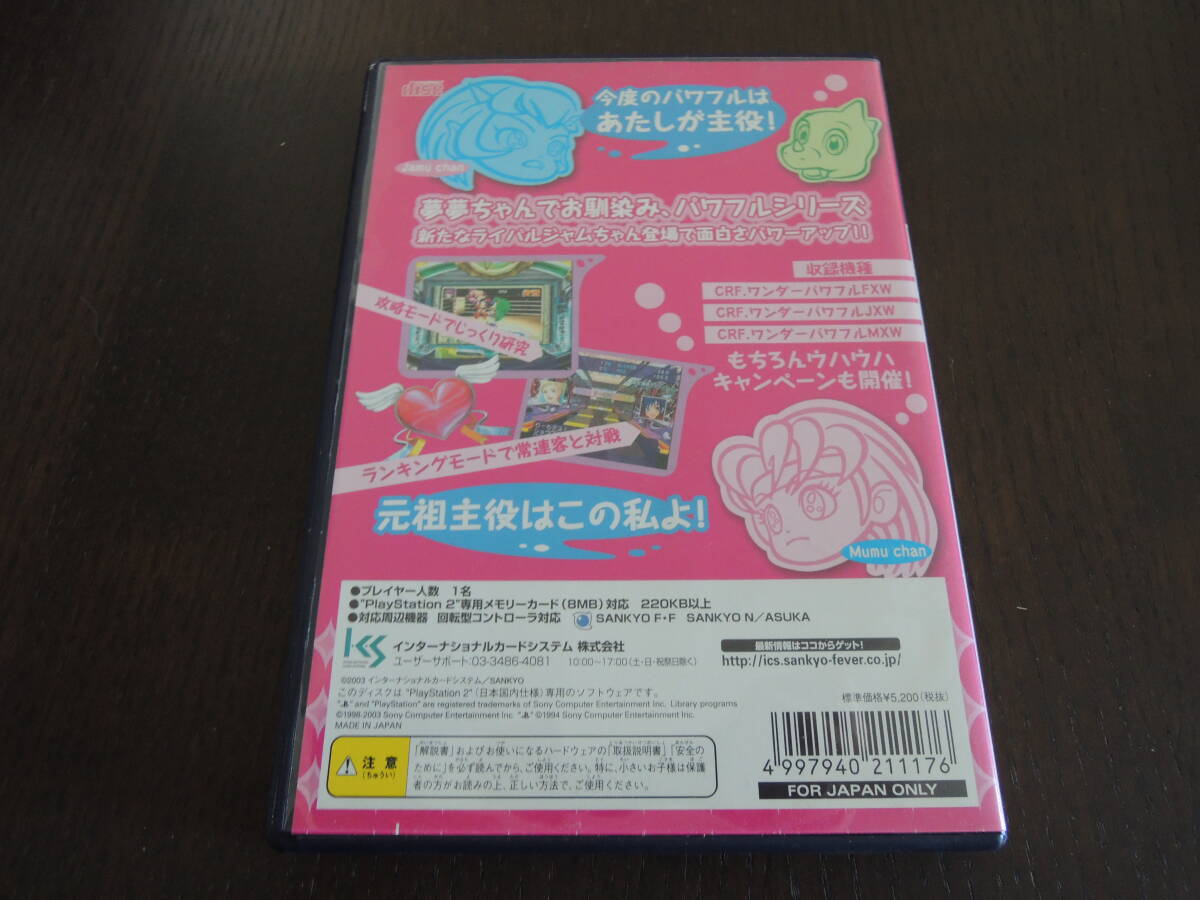 disc
今度のパワフルは
あたしが主役!
Jamu chan
夢夢ちゃんでお馴染み、パワフルシリーズ
新たなライバルジャムちゃん登場で面白さパワーアップ!!
収録機種
CRF.ワンダーパワフルFXW
CRF.ワンダーパワフルJXW
CRF.ワンダーパワフルMXW
攻略モードでじっくり研究
もちろんウハウハ
キャンペーンも開催!
ランキングモードで常連客と対戦
元祖主役はこの私よ!
Mumu chan
●プレイヤー人数 1名
●"PlayStation 2"専用メモリーカード(8MB)対応 220KB以上
●対応周辺機器 回転型コントローラ対応 SANKYO F・F SANKYO N/ASUKA
ICS
インターナショナルカードシステム 株式会社
ユーザーサポート:03-3486-4081 10:00〜17:00(土・日・祝祭日除く)
最新情報はココからゲット!
http://ics.sankyo-fever.co.jp/
©2003 インターナショナルカードシステム/SANKYO
このディスクは "PlayStation 2" (日本国内仕様) 専用のソフトウェアです。
" " and "PlayStation" are registered trademarks of Sony Computer Entertainment Inc. Library programs
©1998-2003 Sony Computer Entertainment Inc. " " ©1994 Sony Computer Entertainment Inc.
MADE IN JAPAN
標準価格¥5,200(税抜)
注意
(ちゅうい)
「解説書」およびお使いになるハードウェアの「取扱説明書」「安全の
ために」を必ず読んでから、ご使用ください。特に、小さいお子様は保護
者の方がお読みの上、正しい方法で、ご使用ください。
4 997940 211176
FOR JAPAN ONLY